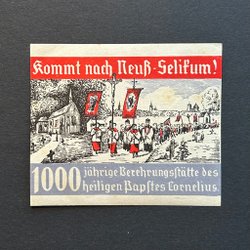 Kommt nach Neuß-Selikum!
1000 jährige Verehrungsstätte des
heiligen Papstes Cornelius.